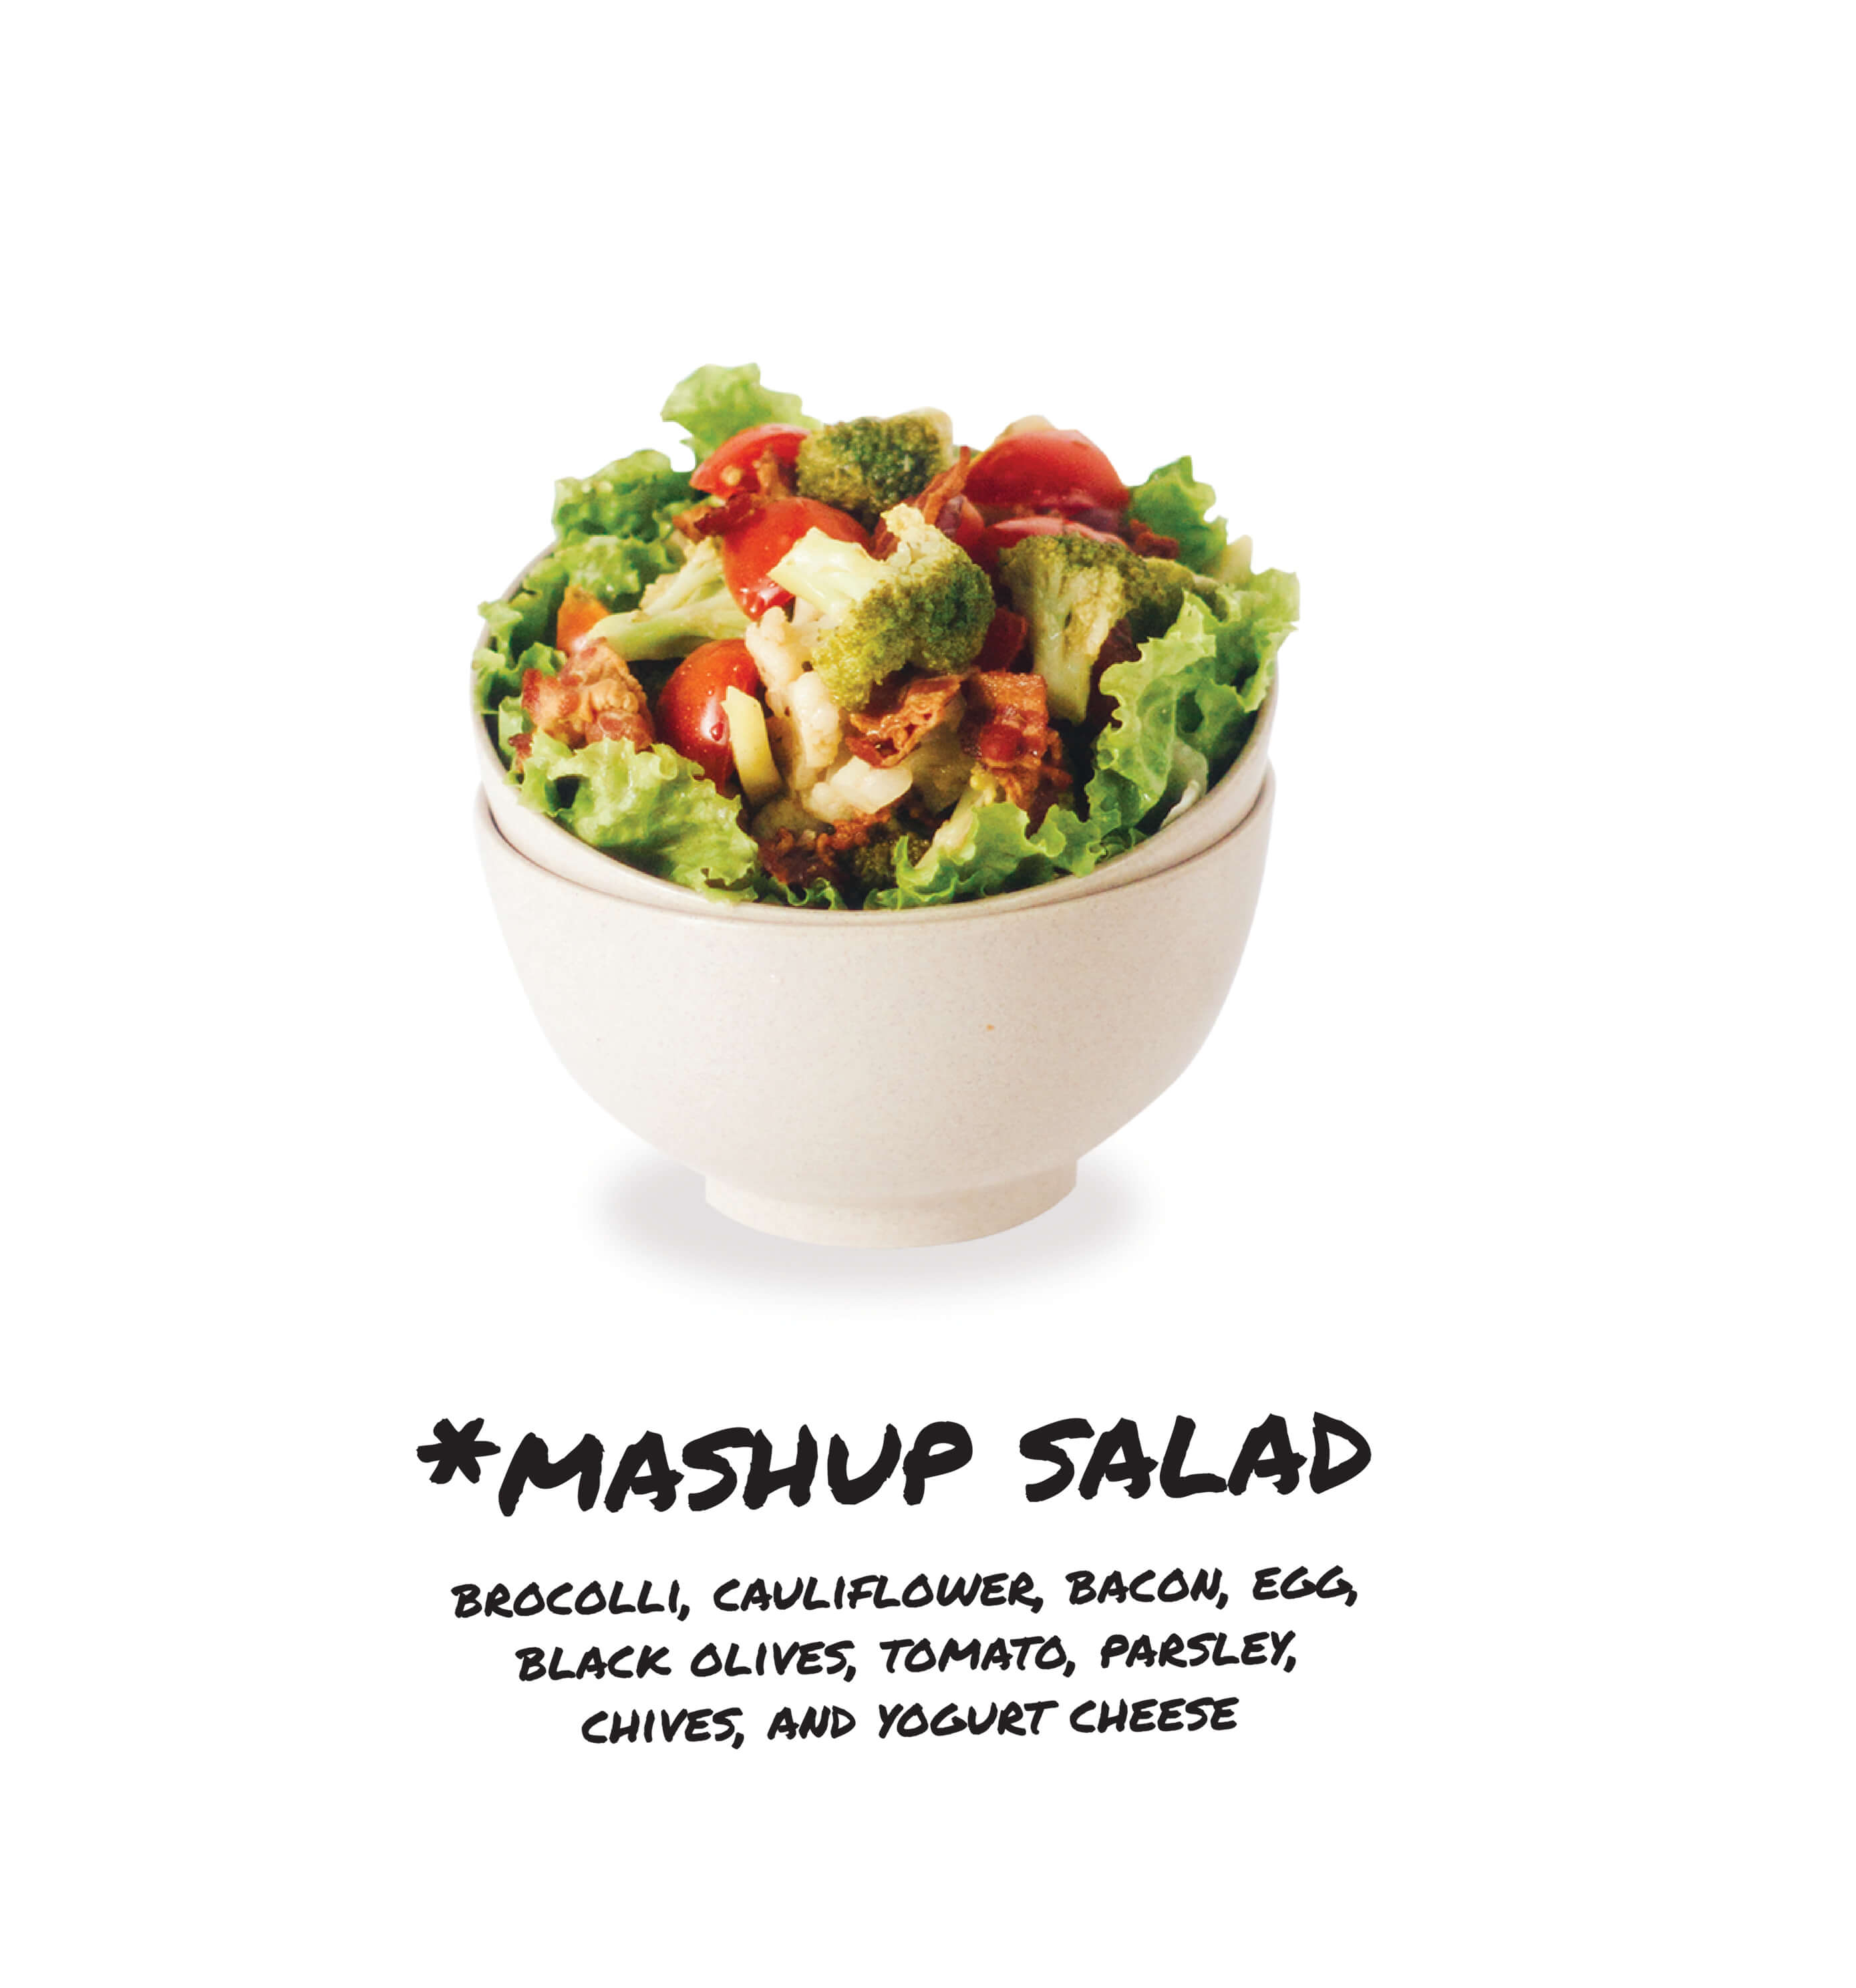 *MASHUP SALAD
BROCOLLI, CAULIFLOWER, BACON, EGG,
BLACK OLIVES, TOMATO, PARSLEY,
CHIVES, AND YOGURT CHEESE